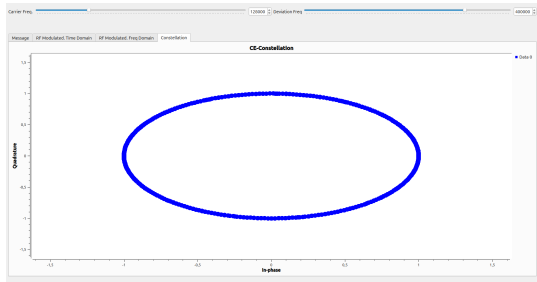 Carrier Freq. 120000 Deviation Freq 600000
Message RF Modulated: Time Domain RF Modulated: Freq Domain Constellation
CE-Constellation
Data 0
1,5
1
0,5
0
-0,5
-1
-1,5
Quadrature
-1,5 -1 -0,5 0 0,5 1 1,5
In-phase